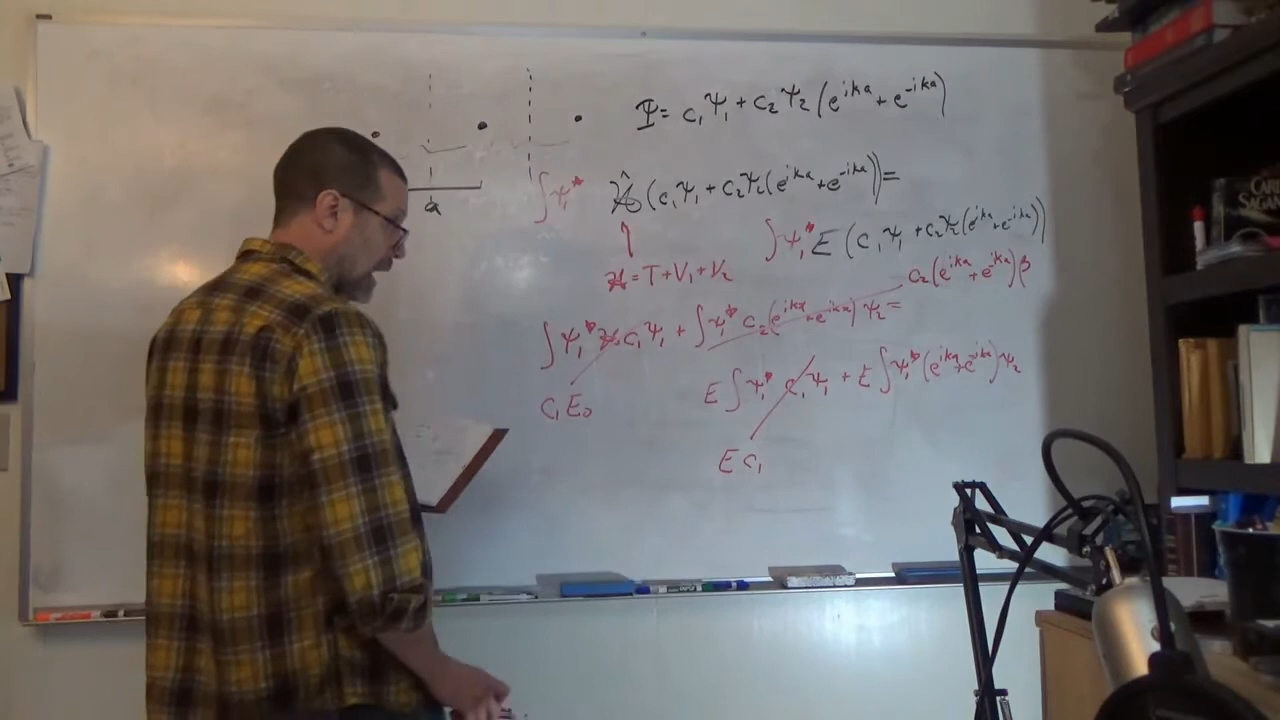 Ψ = c₁ψ₁ + c₂ψ₂(e^{ika} + e^{-ika})
a
∫ψ₁* Ĥ(c₁ψ₁ + c₂ψ₂(e^{ika} + e^{-ika})) =
∫ψ₁* E(c₁ψ₁ + c₂ψ₂(e^{ika} + e^{-ika}))
H = T + V₁ + V₂
c₂(e^{ika} + e^{-ika})β
∫ψ₁* H c₁ψ₁ + ∫ψ₁* c₂(e^{ika} + e^{-ika})ψ₂ =
E∫ψ₁* c₁ψ₁ + E∫ψ₁*(e^{ika} + e^{-ika})ψ₂
c₁E₀
E c₁
CARL
SAGAN